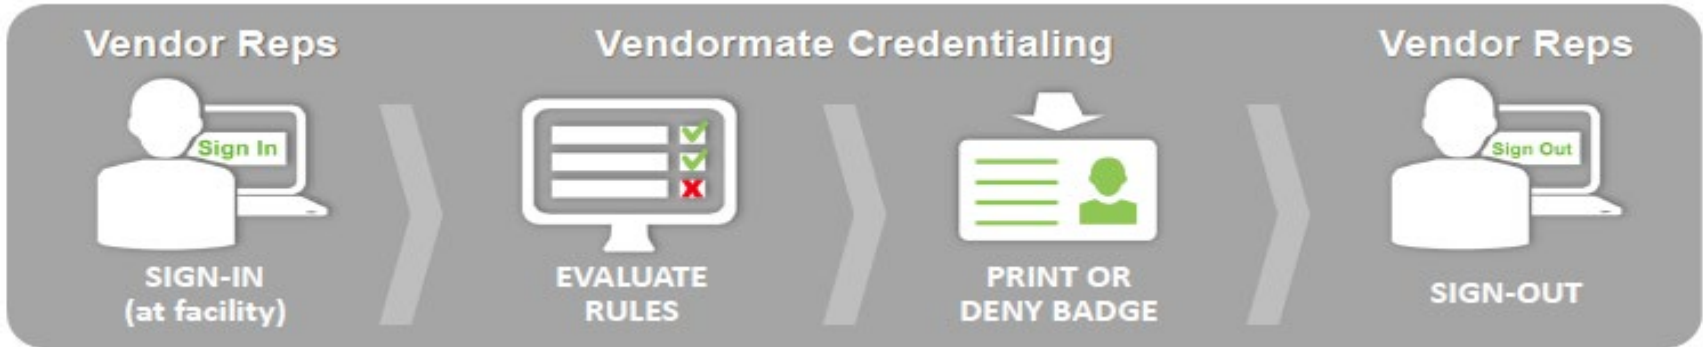 Vendor Reps
Vendormate Credentialing
Vendor Reps
Sign In
Sign Out
SIGN-IN
(at facility)
EVALUATE
RULES
PRINT OR
DENY BADGE
SIGN-OUT